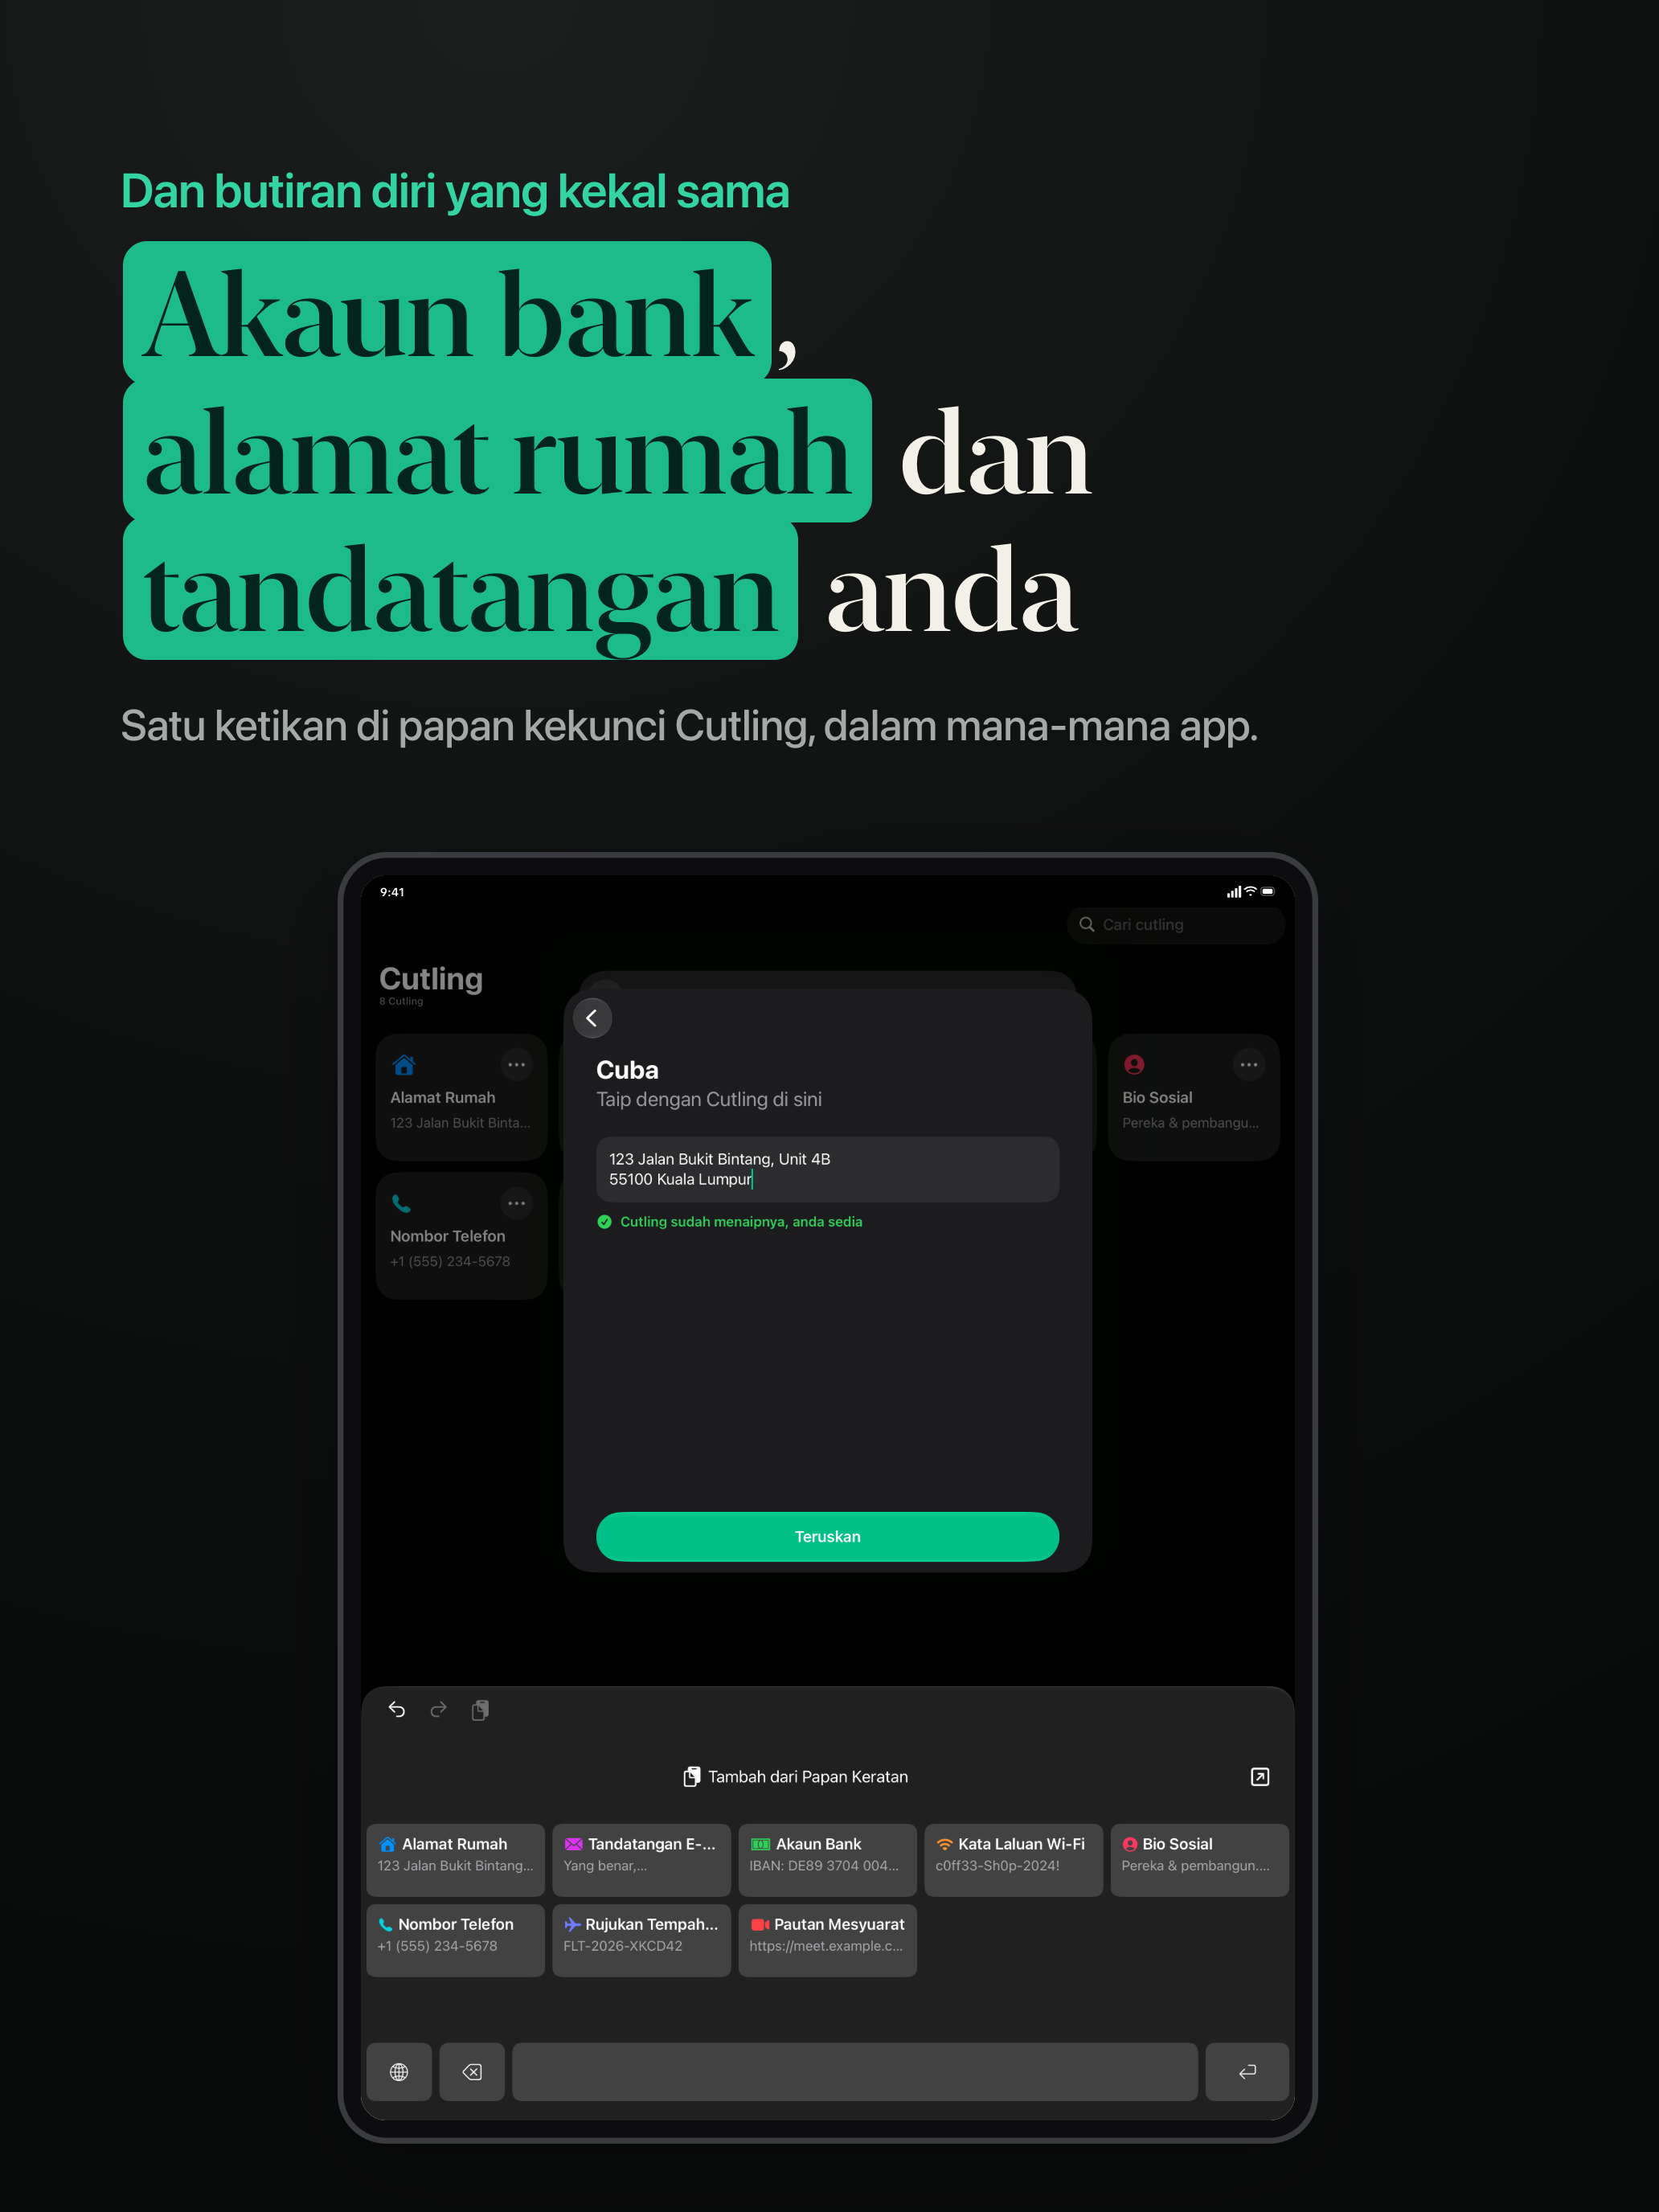 Dan butiran diri yang kekal sama
Akaun bank,
alamat rumah dan
tandatangan anda
Satu ketikan di papan kekunci Cutling, dalam mana-mana app.
9:41
Cari cutling
Cutling
8 Cutling
Alamat Rumah
123 Jalan Bukit Binta...
Nombor Telefon
+1 (555) 234-5678
Bio Sosial
Pereka & pembangu...
Cuba
Taip dengan Cutling di sini
123 Jalan Bukit Bintang, Unit 4B
55100 Kuala Lumpur
Cutling sudah menaipnya, anda sedia
Teruskan
Tambah dari Papan Keratan
Alamat Rumah
123 Jalan Bukit Bintang...
Tandatangan E-...
Yang benar,...
Akaun Bank
IBAN: DE89 3704 004...
Kata Laluan Wi-Fi
c0ff33-Sh0p-2024!
Bio Sosial
Pereka & pembangun....
Nombor Telefon
+1 (555) 234-5678
Rujukan Tempah...
FLT-2026-XKCD42
Pautan Mesyuarat
https://meet.example.c...